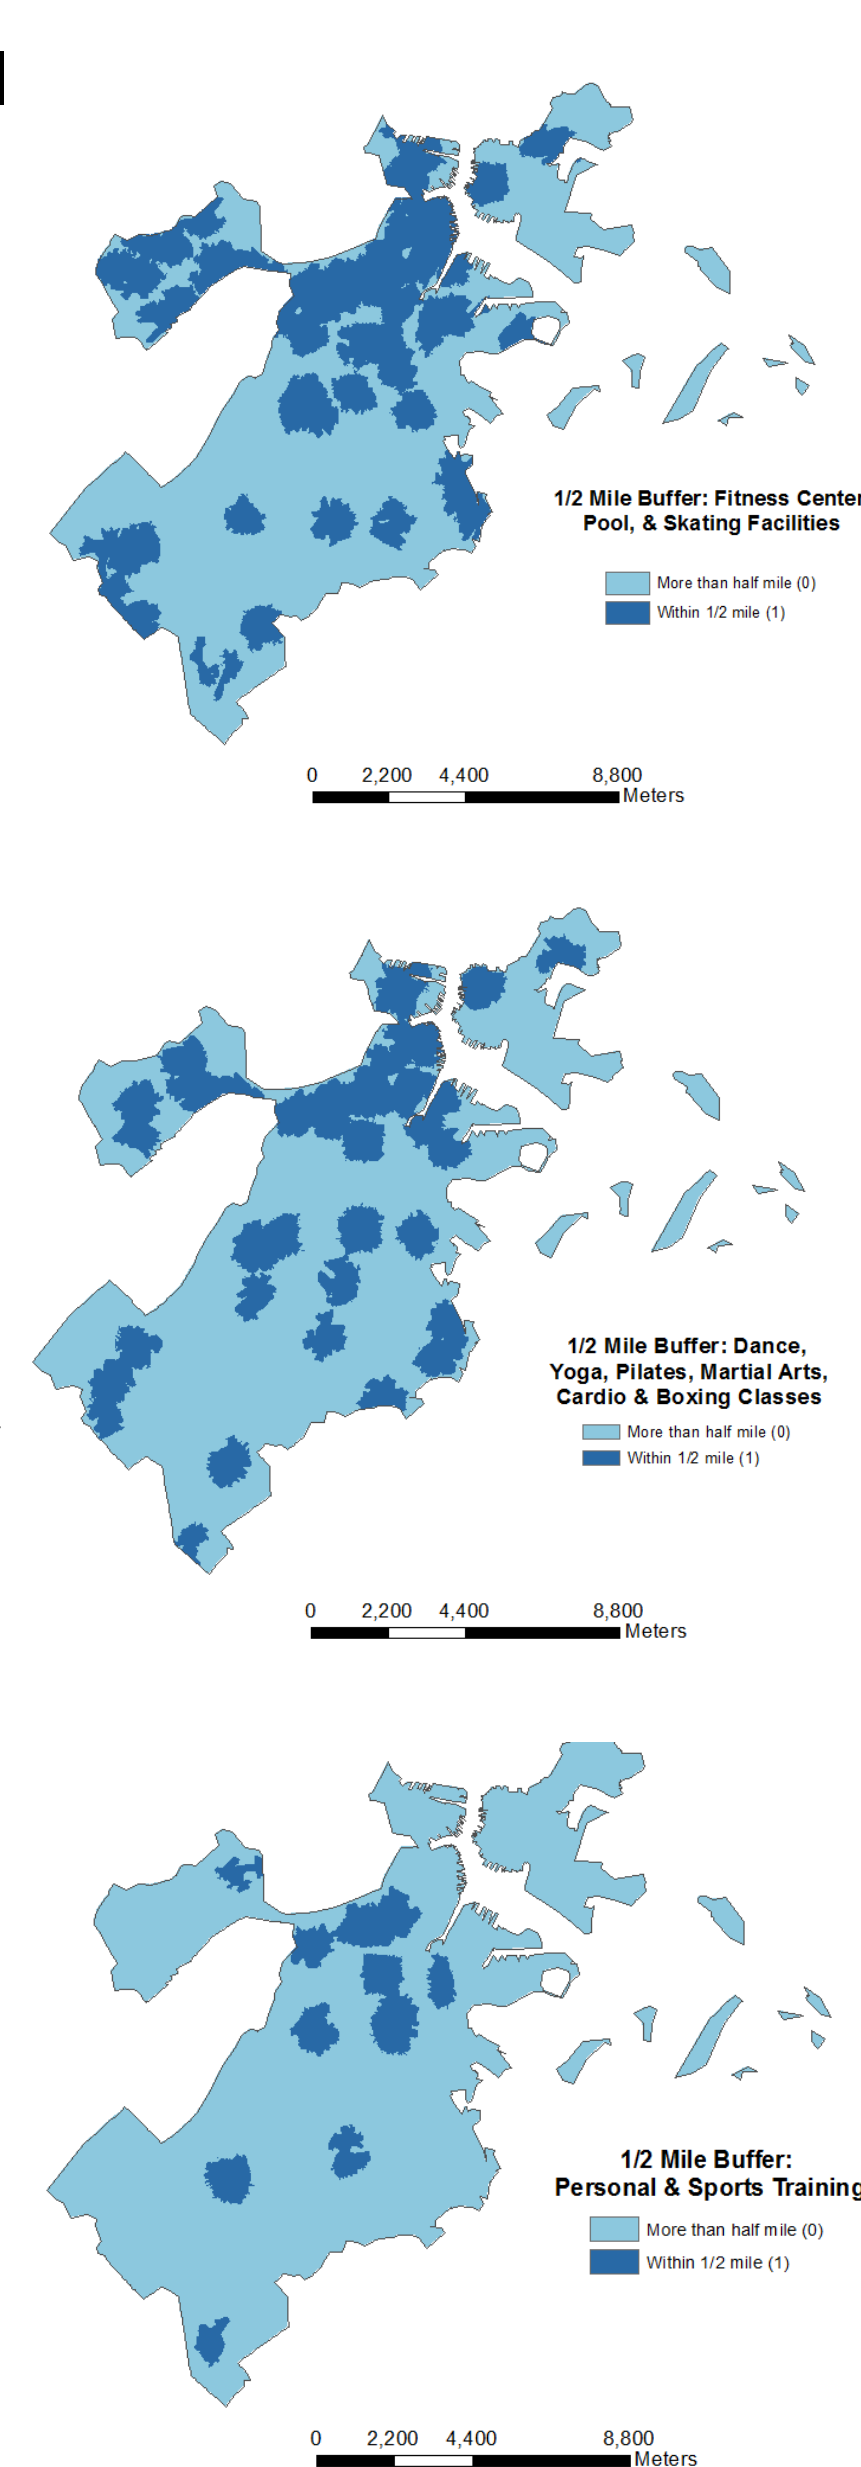 1/2 Mile Buffer: Fitness Center
Pool, & Skating Facilities
More than half mile (0)
Within 1/2 mile (1)
0 2,200 4,400 8,800
Meters
1/2 Mile Buffer: Dance,
Yoga, Pilates, Martial Arts,
Cardio & Boxing Classes
More than half mile (0)
Within 1/2 mile (1)
0 2,200 4,400 8,800
Meters
1/2 Mile Buffer:
Personal & Sports Training
More than half mile (0)
Within 1/2 mile (1)
0 2,200 4,400 8,800
Meters